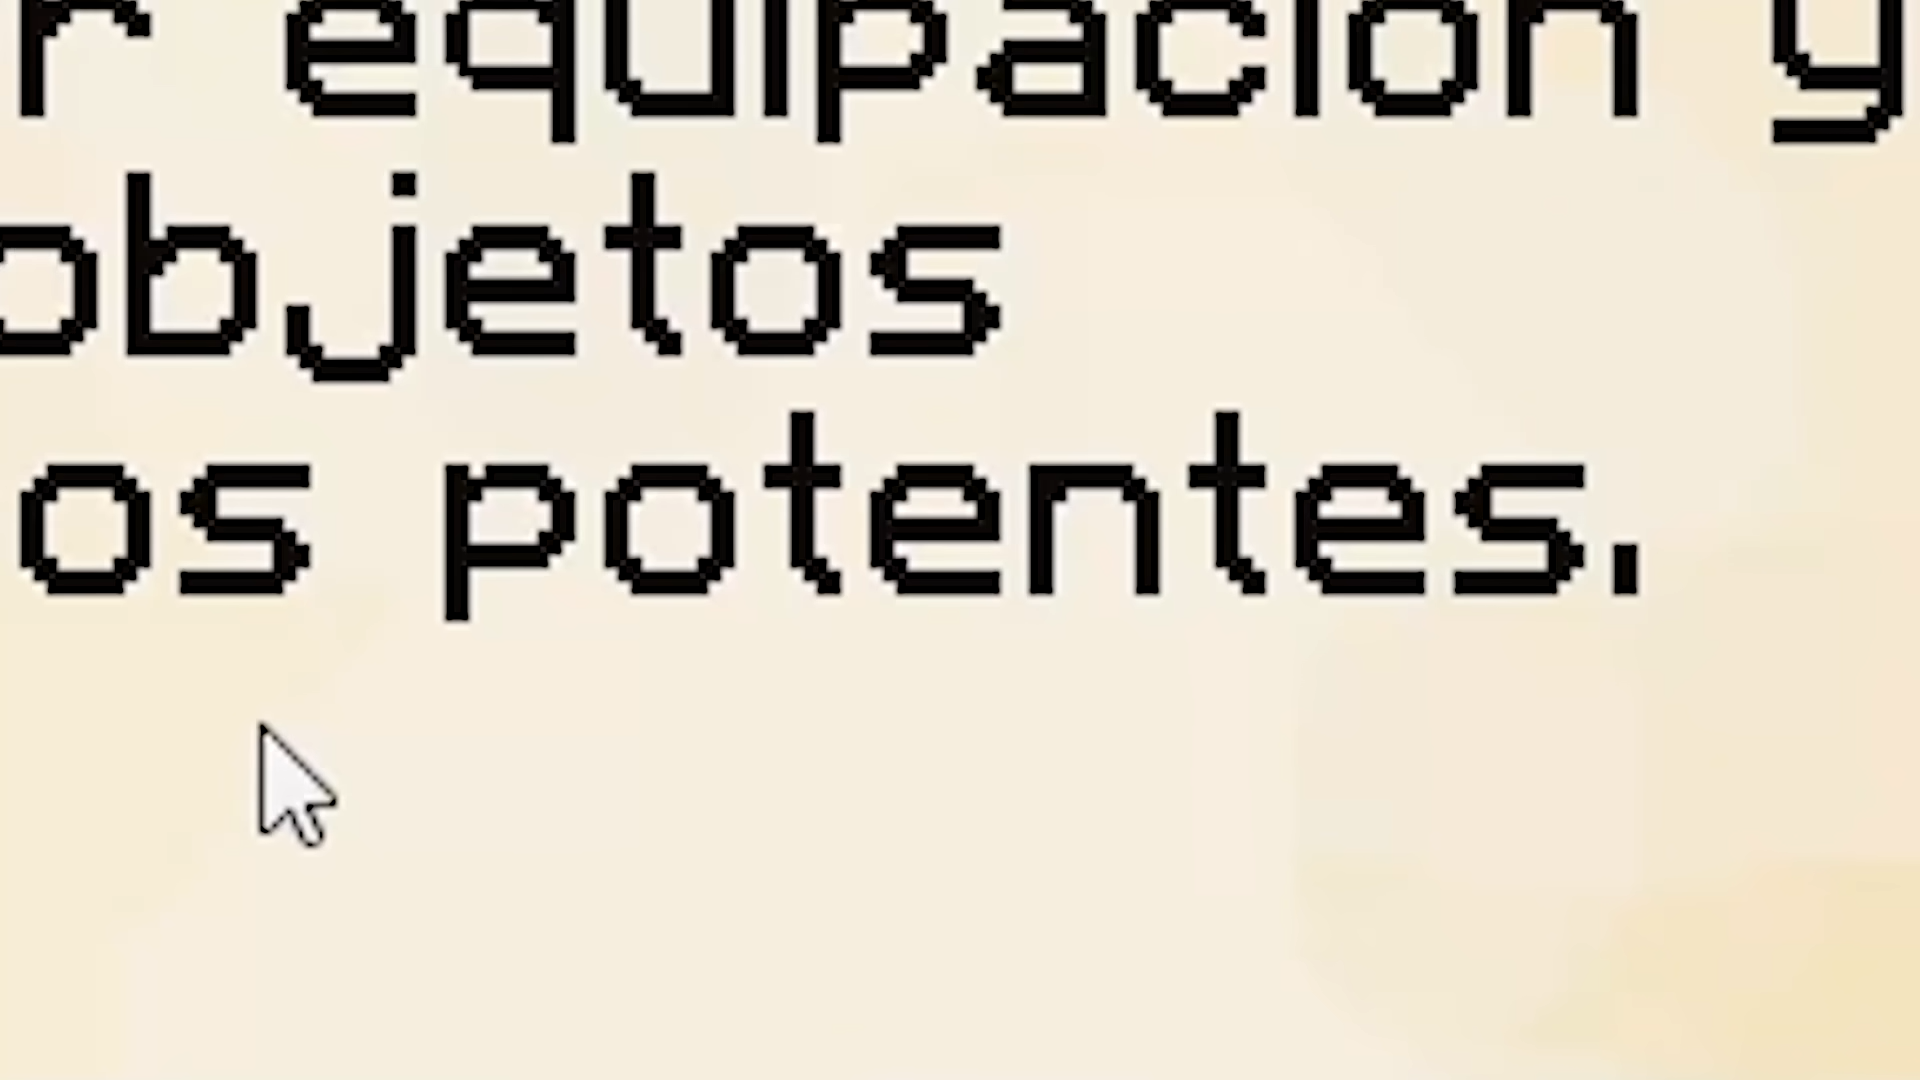 r equipación y
objetos
os potentes.